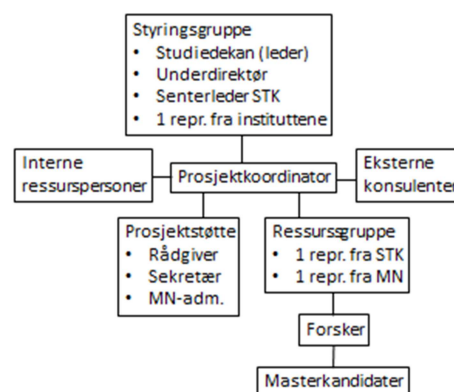 Styringsgruppe
• Studiedekan (leder)
• Underdirektør
• Senterleder STK
• 1 repr. fra instituttene
Interne
ressurspersoner
Prosjektkoordinator
Eksterne
konsulenter
Prosjektstøtte
• Rådgiver
• Sekretær
• MN-adm.
Ressurssgruppe
• 1 repr. fra STK
• 1 repr. fra MN
Forsker
Masterkandidater